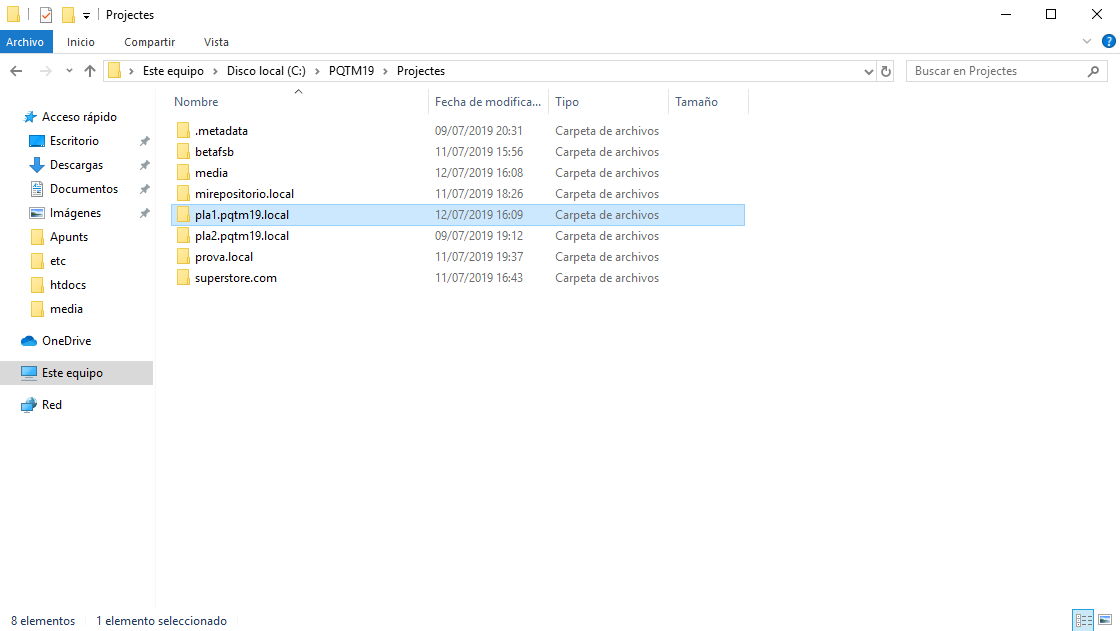 Projectes
Archivo Inicio Compartir Vista
Este equipo Disco local (C:) PQTM19 Projectes Buscar en Projectes
Nombre Fecha de modifica... Tipo Tamaño
Acceso rápido
Escritorio
Descargas
Documentos
Imágenes
Apunts
etc
htdocs
media
OneDrive
Este equipo
Red
.metadata 09/07/2019 20:31 Carpeta de archivos
betafsb 11/07/2019 15:56 Carpeta de archivos
media 12/07/2019 16:08 Carpeta de archivos
mirepositorio.local 11/07/2019 18:26 Carpeta de archivos
pla1.pqtm19.local 12/07/2019 16:09 Carpeta de archivos
pla2.pqtm19.local 09/07/2019 19:12 Carpeta de archivos
prova.local 11/07/2019 19:37 Carpeta de archivos
superstore.com 11/07/2019 16:43 Carpeta de archivos
8 elementos 1 elemento seleccionado